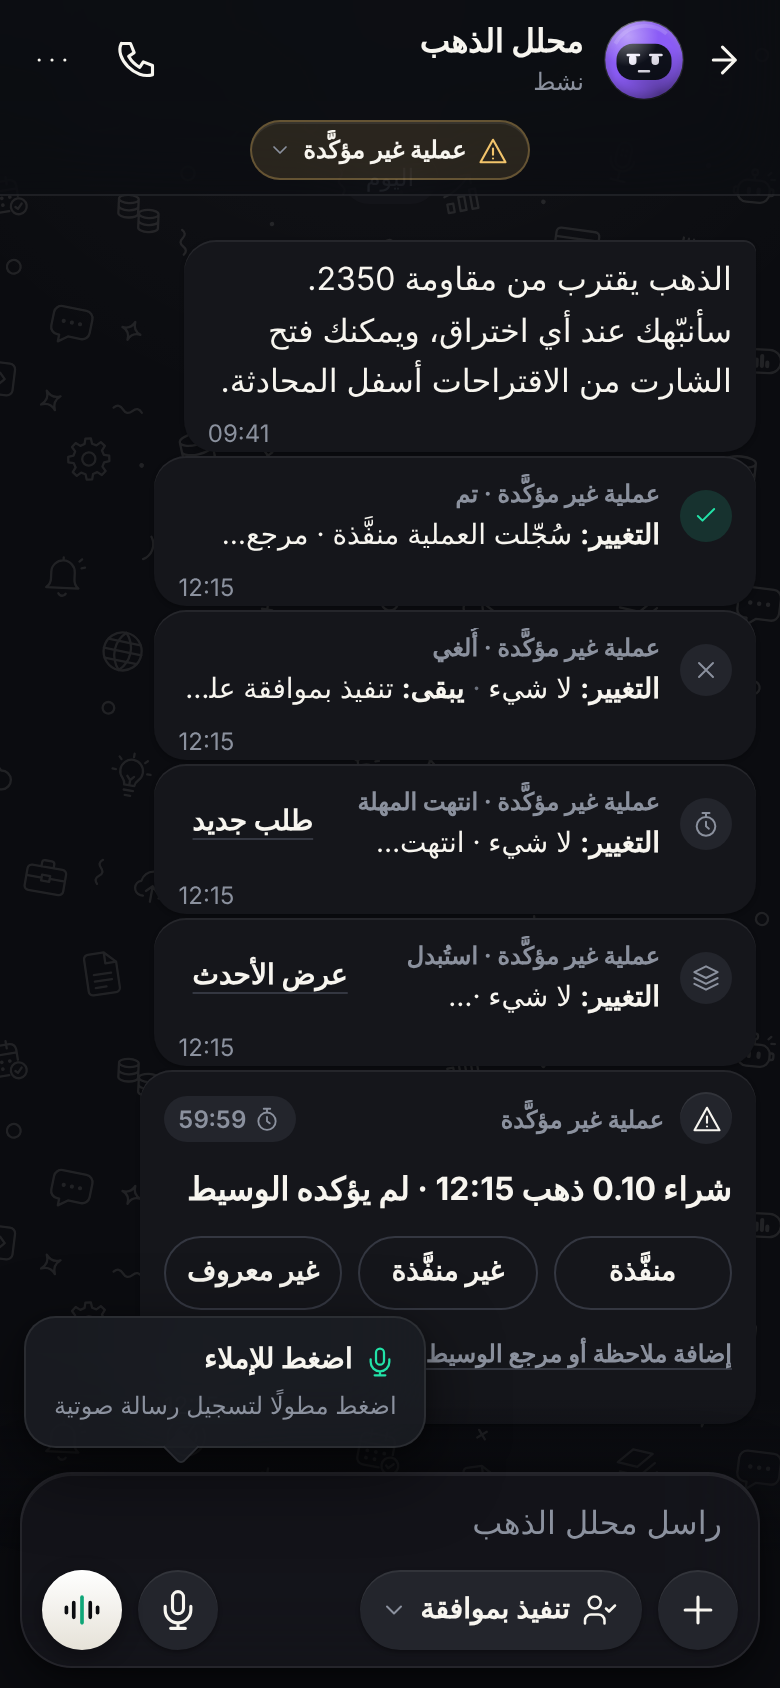 محلل الذهب
نشط
عملية غير مؤكَّدة
اليوم
الذهب يقترب من مقاومة 2350.
سأنبّهك عند أي اختراق، ويمكنك فتح
الشارت من الاقتراحات أسفل المحادثة.
09:41
عملية غير مؤكَّدة · تم
التغيير: سُجّلت العملية منفَّذة · مرجع...
12:15
عملية غير مؤكَّدة · أُلغي
التغيير: لا شيء · يبقى: تنفيذ بموافقة علـ...
12:15
عملية غير مؤكَّدة · انتهت المهلة
طلب جديد
التغيير: لا شيء · انتهت...
12:15
عملية غير مؤكَّدة · استُبدل
عرض الأحدث
التغيير: لا شيء ·...
12:15
عملية غير مؤكَّدة
59:59
شراء 0.10 ذهب 12:15 · لم يؤكده الوسيط
منفَّذة
غير منفَّذة
غير معروف
إضافة ملاحظة أو مرجع الوسيط
اضغط للإملاء
اضغط مطولًا لتسجيل رسالة صوتية
راسل محلل الذهب
تنفيذ بموافقة